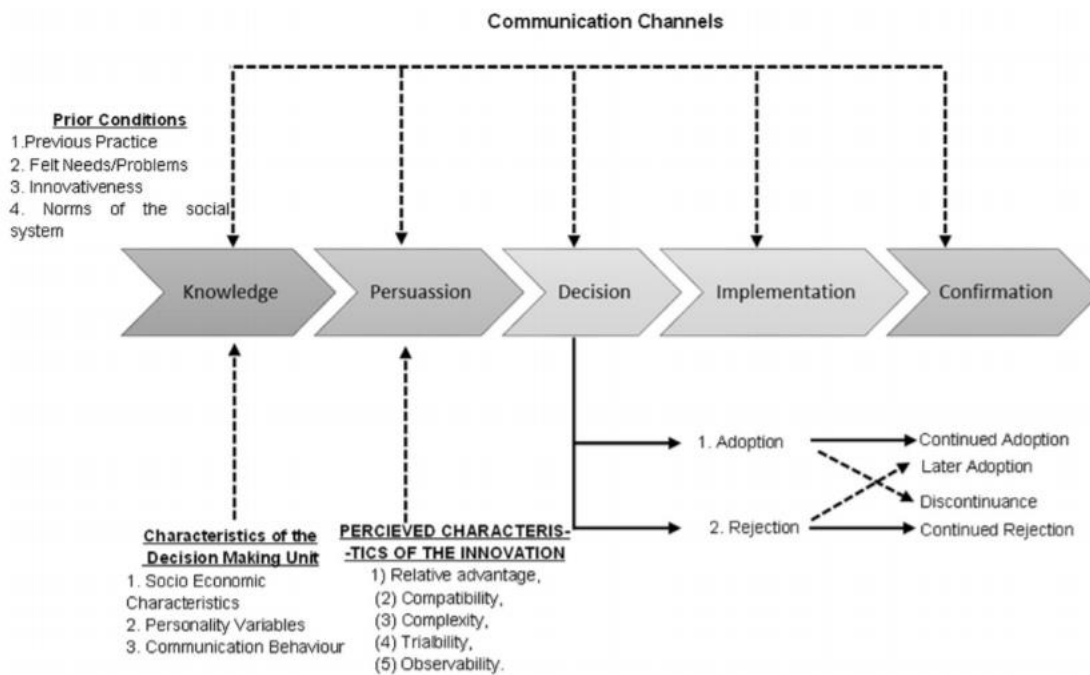 Communication Channels
Prior Conditions
1.Previous Practice
2. Felt Needs/Problems
3. Innovativeness
4. Norms of the social
system
Knowledge
Persuassion
Decision
Implementation
Confirmation
1. Adoption
Continued Adoption
Later Adoption
Discontinuance
2. Rejection
Continued Rejection
Characteristics of the
Decision Making Unit
1. Socio Economic
Characteristics
2. Personality Variables
3. Communication Behaviour
PERCIEVED CHARACTERIS-
-TICS OF THE INNOVATION
1) Relative advantage,
(2) Compatibility,
(3) Complexity,
(4) Trialbility,
(5) Observability.